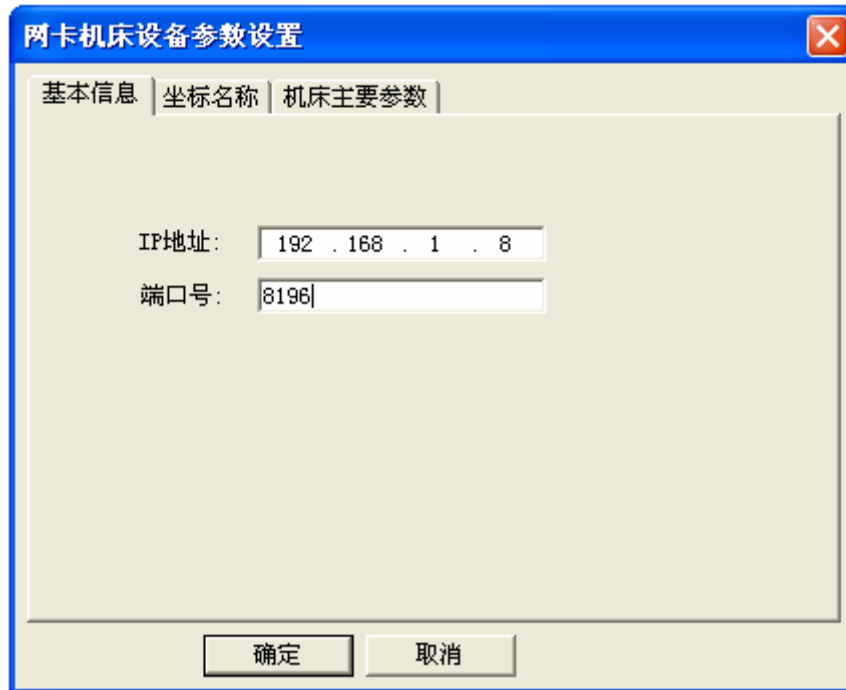 网卡机床设备参数设置
基本信息 坐标名称 机床主要参数
IP地址: 192 . 168 . 1 . 8
端口号: 8196
确定 取消